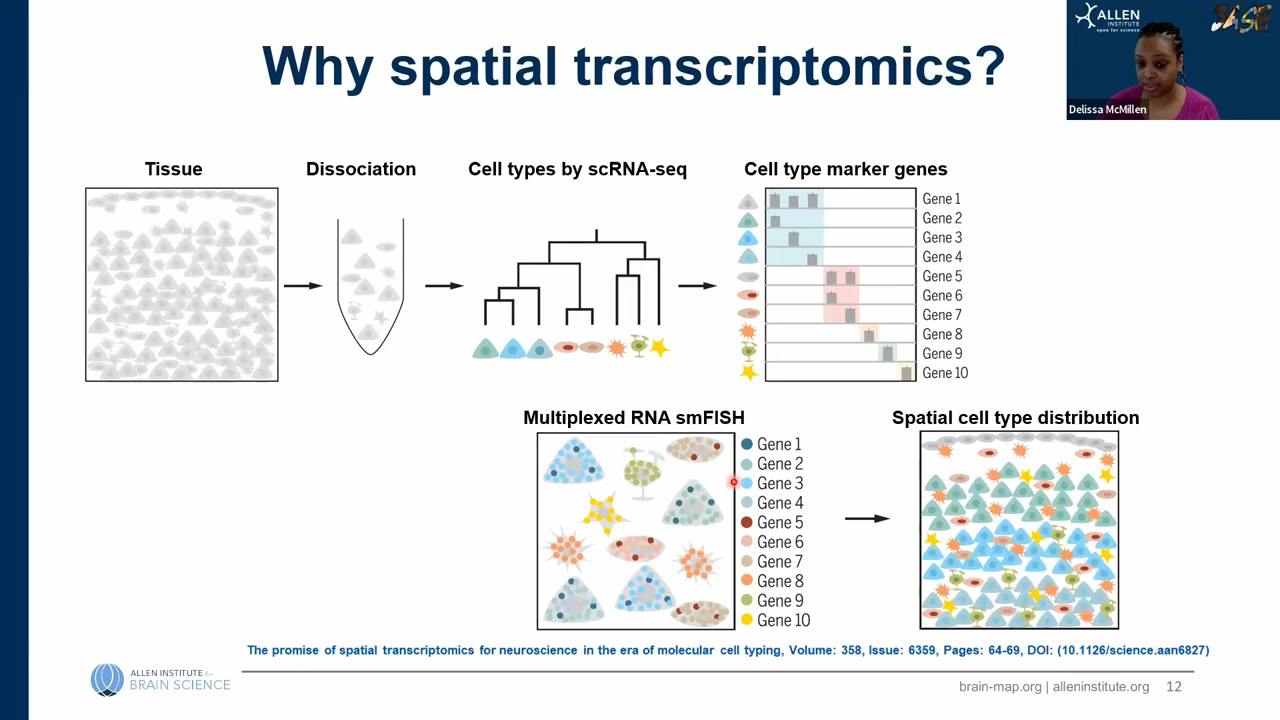 Why spatial transcriptomics?
ALLEN
INSTITUTE
open for science
Delissa McMillen
Tissue
Dissociation
Cell types by scRNA-seq
Cell type marker genes
Gene 1
Gene 2
Gene 3
Gene 4
Gene 5
Gene 6
Gene 7
Gene 8
Gene 9
Gene 10
Multiplexed RNA smFISH
Gene 1
Gene 2
Gene 3
Gene 4
Gene 5
Gene 6
Gene 7
Gene 8
Gene 9
Gene 10
Spatial cell type distribution
The promise of spatial transcriptomics for neuroscience in the era of molecular cell typing, Volume: 358, Issue: 6359, Pages: 64-69, DOI: (10.1126/science.aan6827)
ALLEN INSTITUTE for
BRAIN SCIENCE
brain-map.org | alleninstitute.org 12